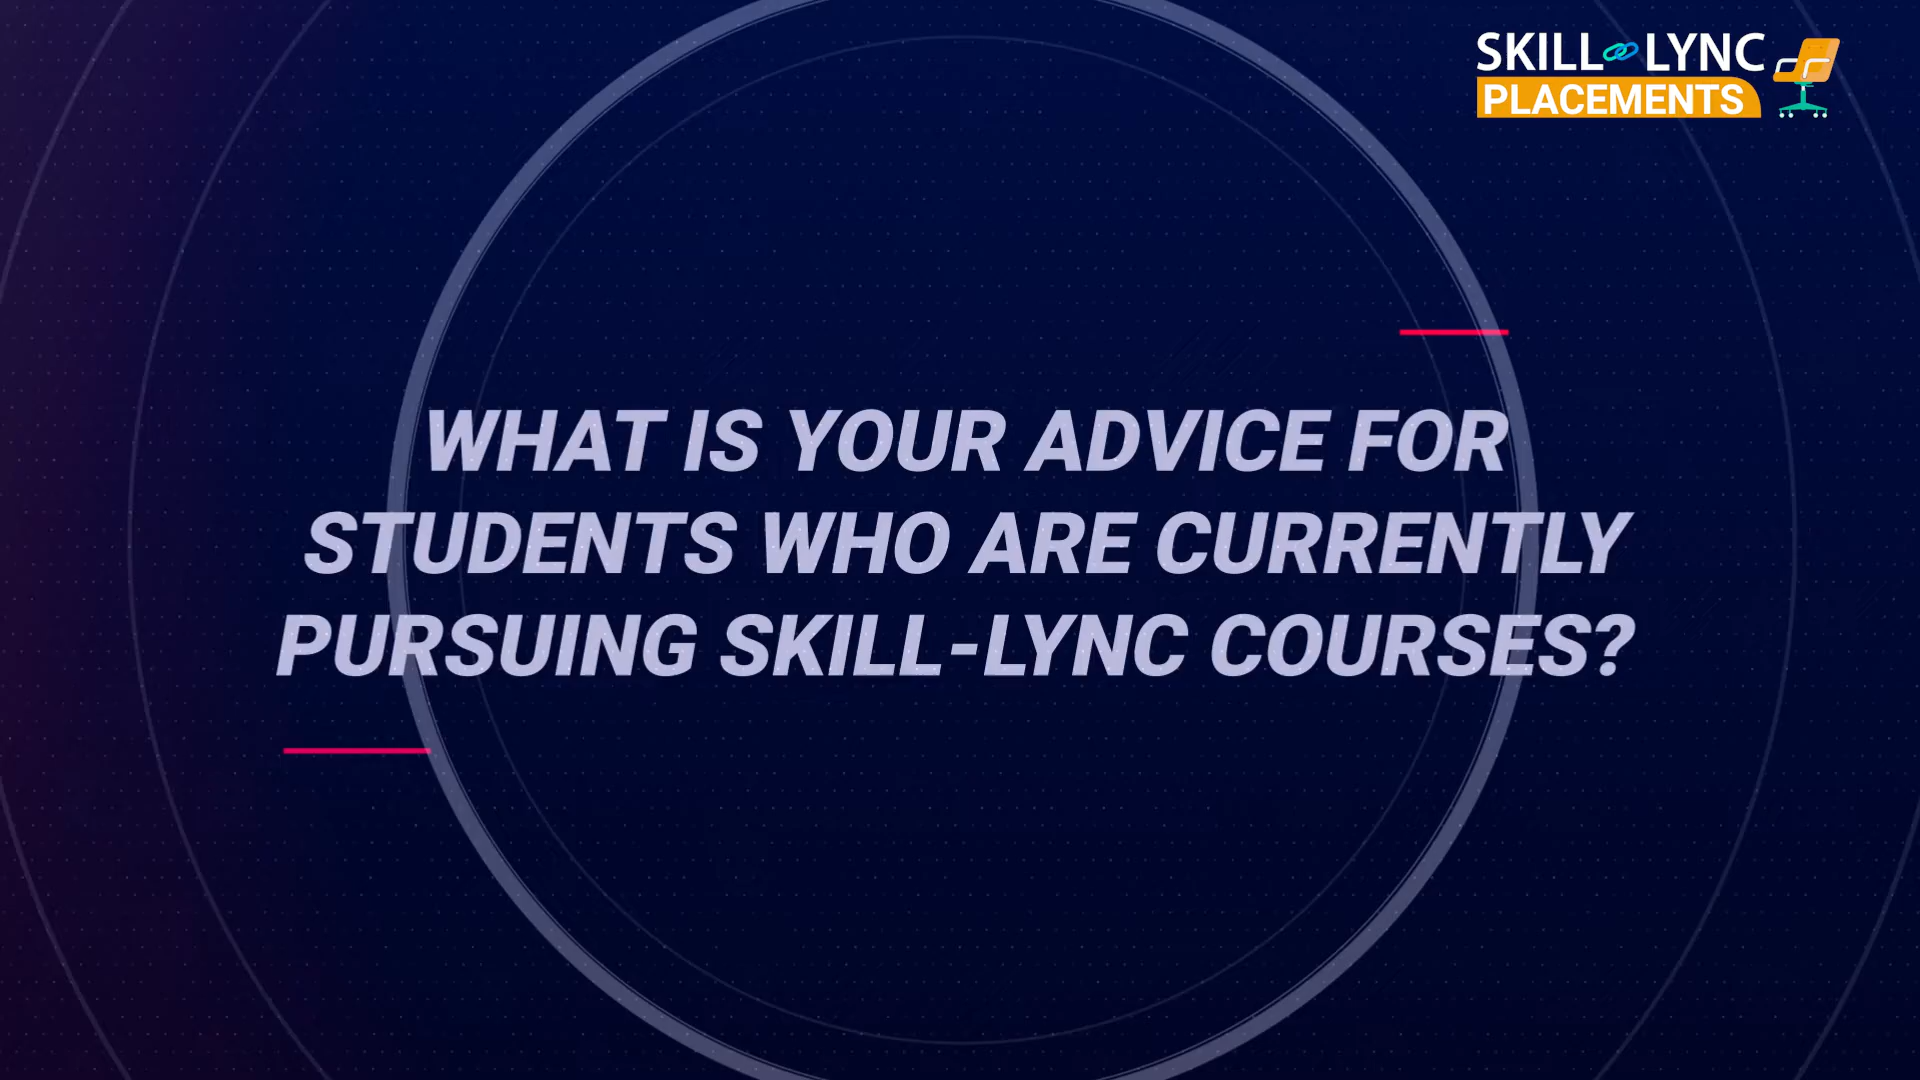 SKILL LYNC
PLACEMENTS
WHAT IS YOUR ADVICE FOR
STUDENTS WHO ARE CURRENTLY
PURSUING SKILL-LYNC COURSES?